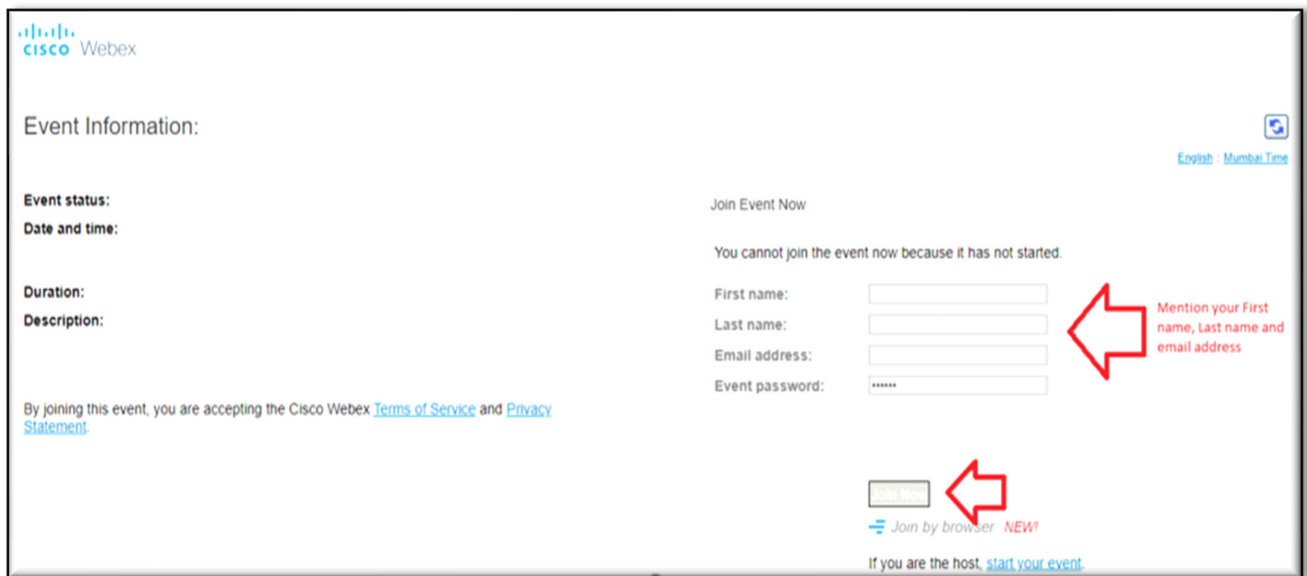 CISCO Webex
Event Information:
English : Mumbai Time
Event status:
Date and time:
Duration:
Description:
By joining this event, you are accepting the Cisco Webex Terms of Service and Privacy
Statement.
Join Event Now
You cannot join the event now because it has not started.
First name:
Last name:
Email address:
Event password:
••••••
Mention your First
name, Last name and
email address
Join Now
Join by browser NEW!
If you are the host, start your event.